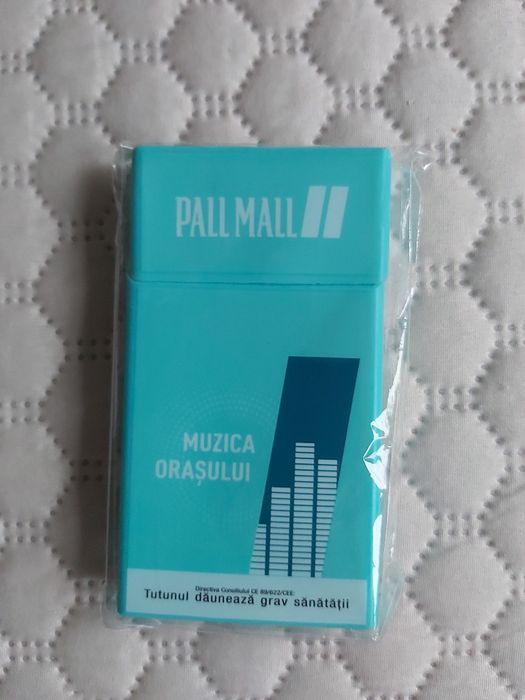 PALL MALL
MUZICA
ORAȘULUI
Directiva Consiliului CE 89/622/CEE:
Tutunul dăunează grav sănătății